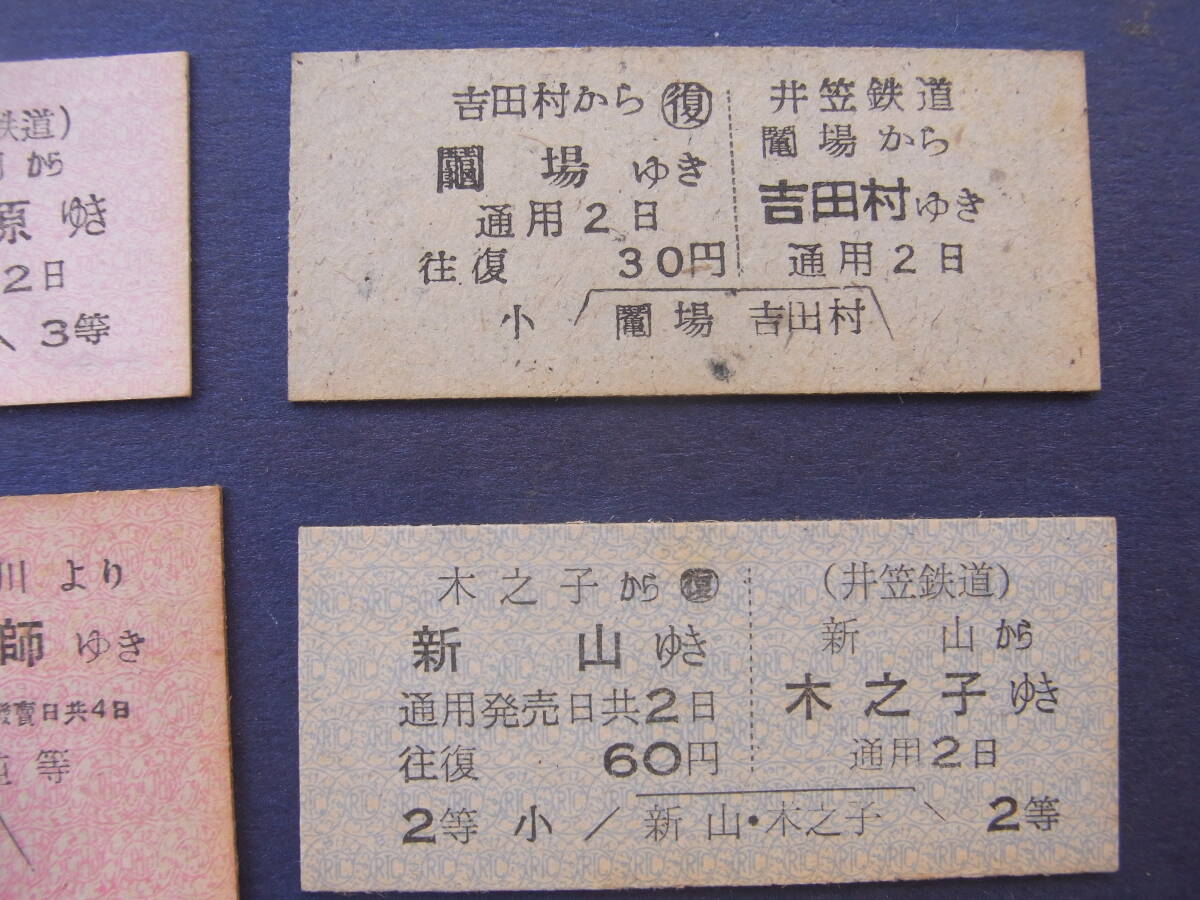 鉄道)
から
原 ゆき
2日
3等
吉田村から 復
鬮 場 ゆき
通用2日
往復 30円
小 鬮場 吉田村
井笠鉄道
鬮場から
吉田村ゆき
通用2日
川 より
師 ゆき
發賣日共4日
等
木之子から 復
新 山 ゆき
通用発売日共2日
往復 60円
2等 小 新山・木之子 2等
(井笠鉄道)
新 山から
木之子ゆき
通用2日